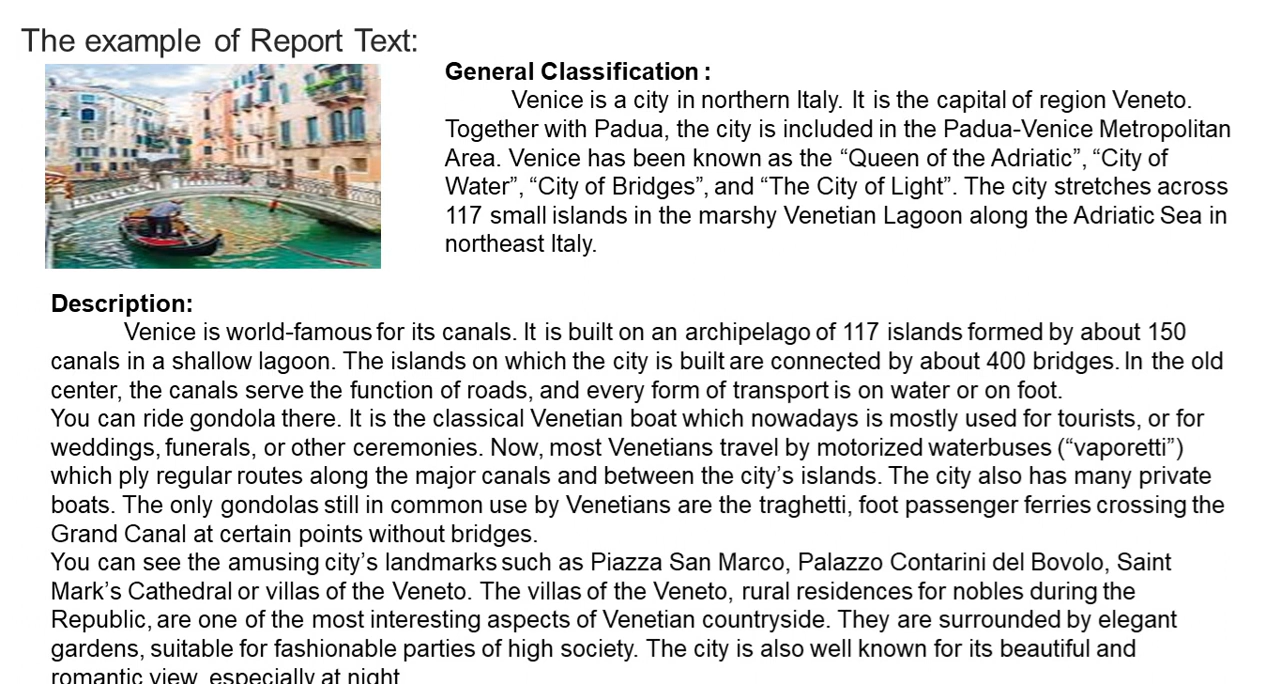 The example of Report Text:
General Classification :
Venice is a city in northern Italy. It is the capital of region Veneto.
Together with Padua, the city is included in the Padua-Venice Metropolitan
Area. Venice has been known as the “Queen of the Adriatic”, “City of
Water”, “City of Bridges”, and “The City of Light”. The city stretches across
117 small islands in the marshy Venetian Lagoon along the Adriatic Sea in
northeast Italy.
Description:
Venice is world-famous for its canals. It is built on an archipelago of 117 islands formed by about 150
canals in a shallow lagoon. The islands on which the city is built are connected by about 400 bridges. In the old
center, the canals serve the function of roads, and every form of transport is on water or on foot.
You can ride gondola there. It is the classical Venetian boat which nowadays is mostly used for tourists, or for
weddings, funerals, or other ceremonies. Now, most Venetians travel by motorized waterbuses (“vaporetti”)
which ply regular routes along the major canals and between the city’s islands. The city also has many private
boats. The only gondolas still in common use by Venetians are the traghetti, foot passenger ferries crossing the
Grand Canal at certain points without bridges.
You can see the amusing city’s landmarks such as Piazza San Marco, Palazzo Contarini del Bovolo, Saint
Mark’s Cathedral or villas of the Veneto. The villas of the Veneto, rural residences for nobles during the
Republic, are one of the most interesting aspects of Venetian countryside. They are surrounded by elegant
gardens, suitable for fashionable parties of high society. The city is also well known for its beautiful and
romantic view, especially at night